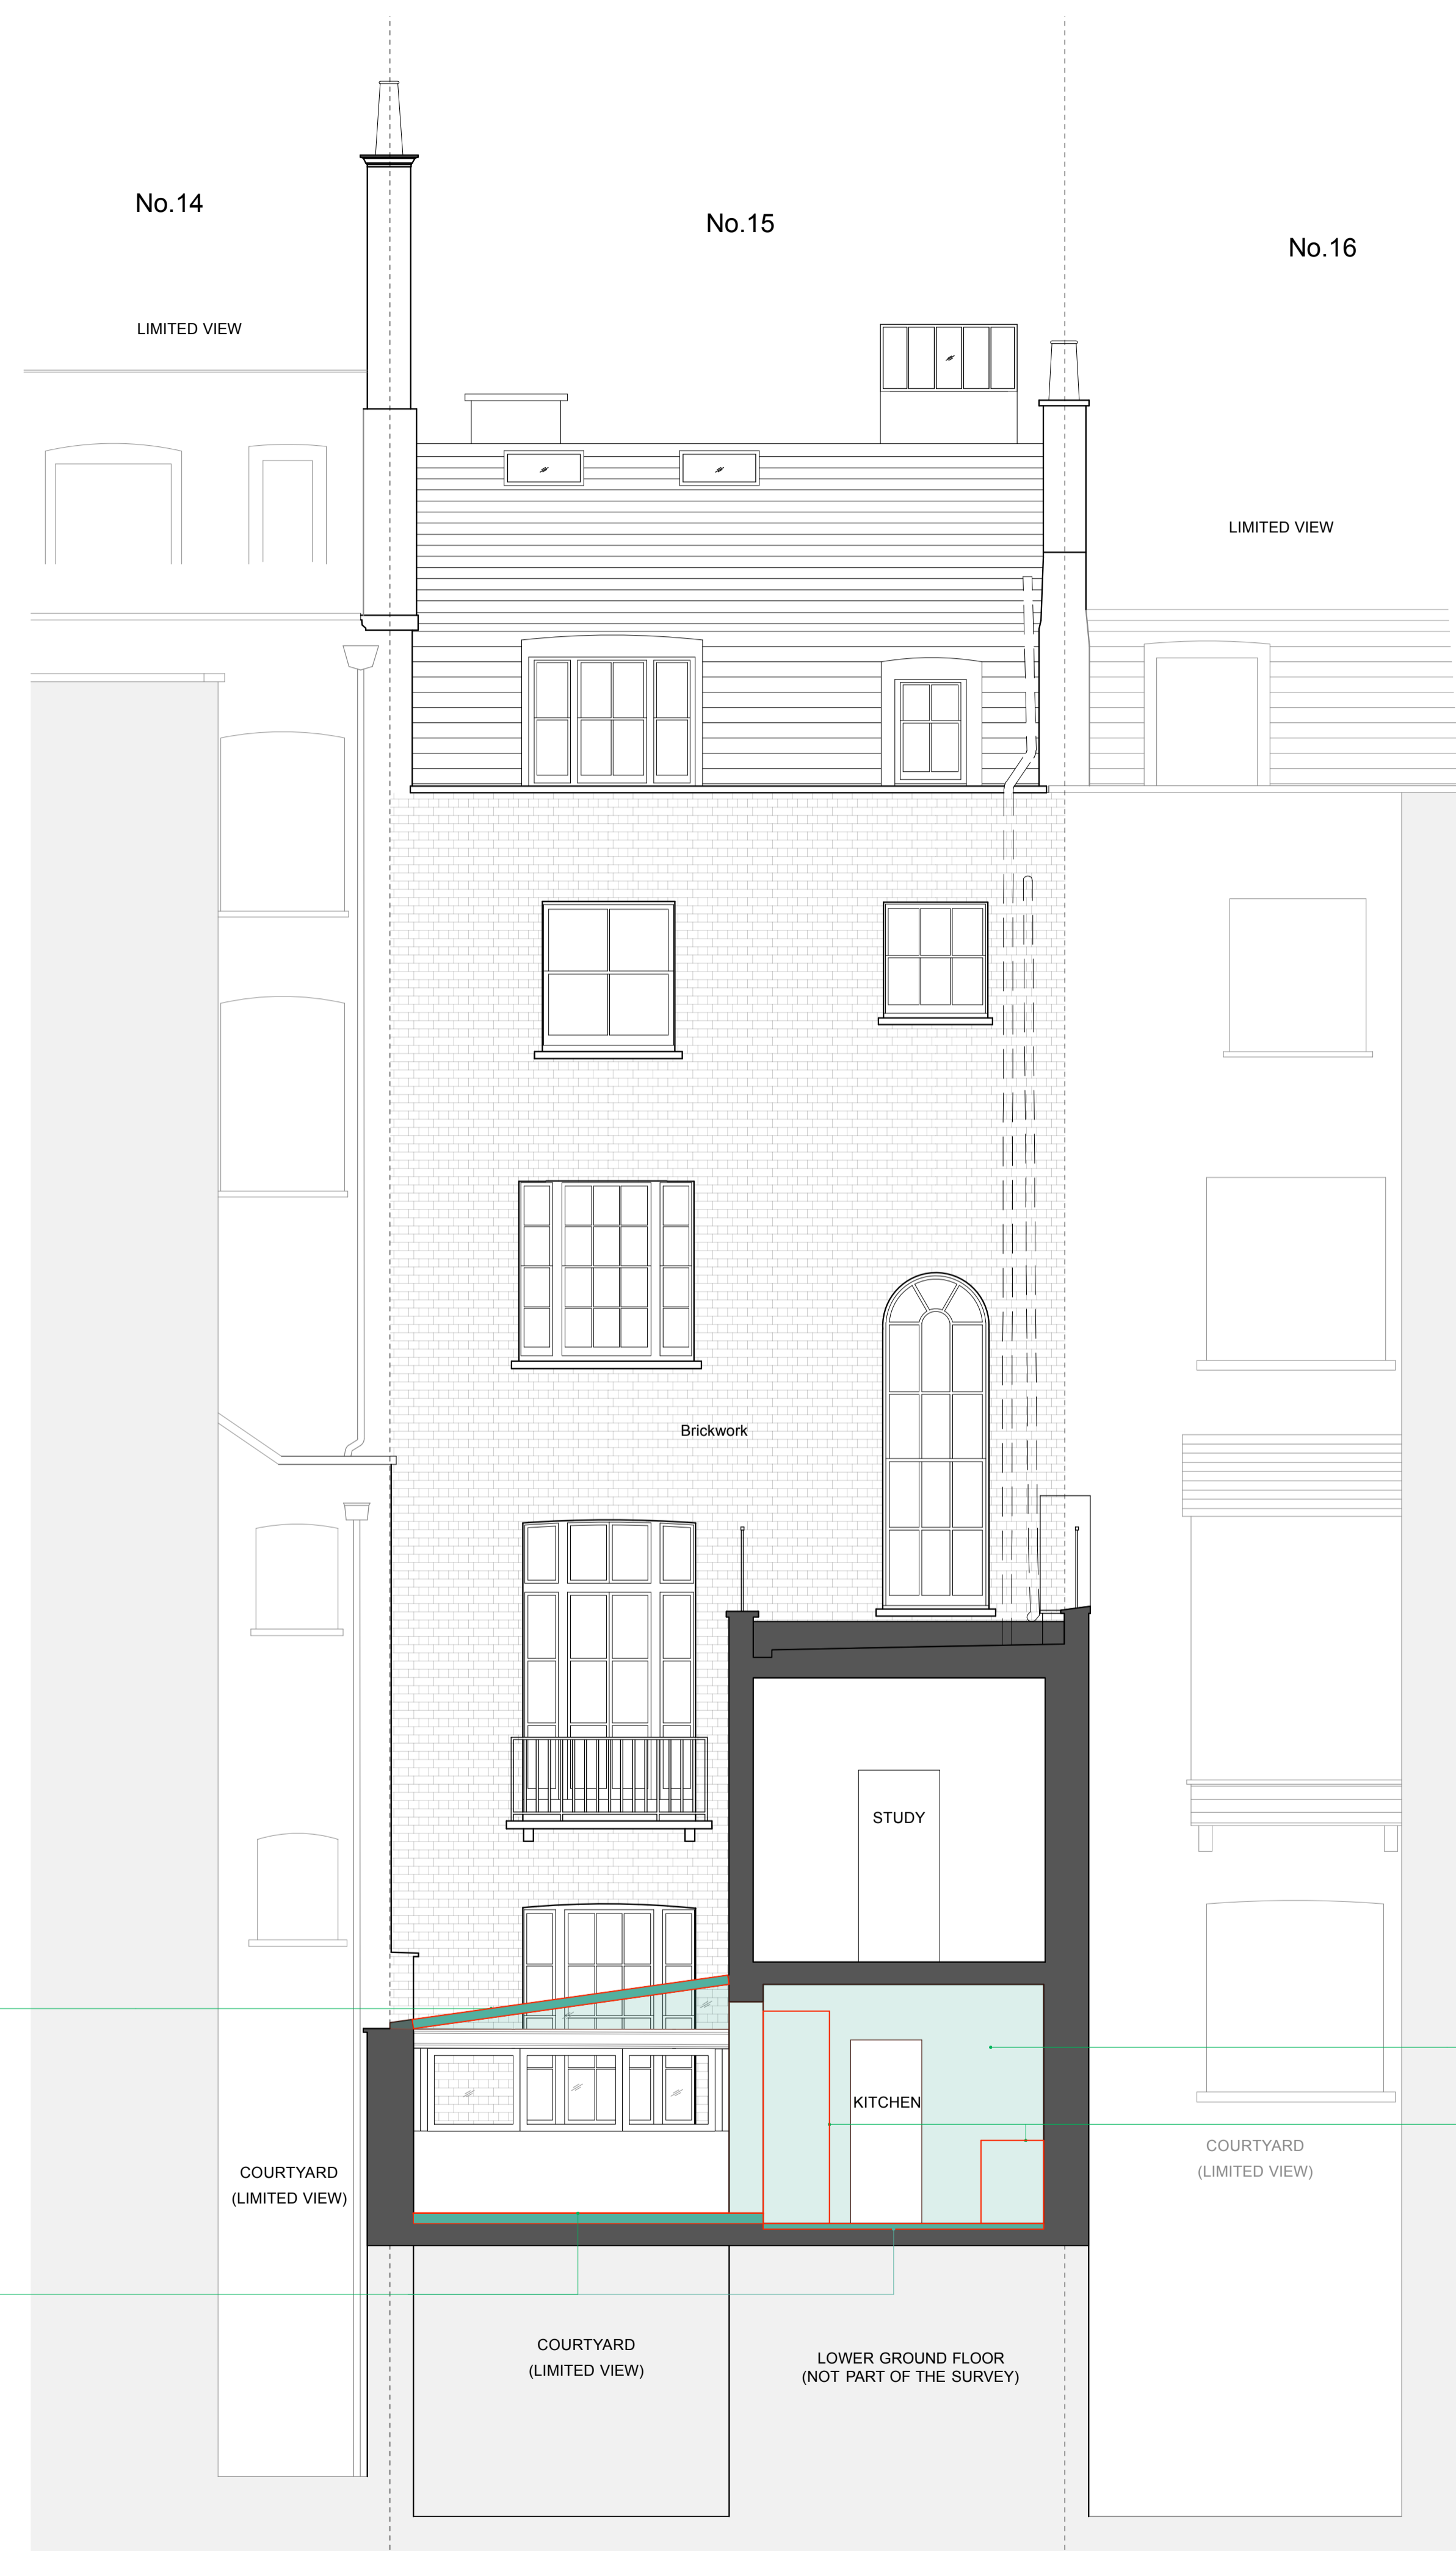 No.14
No.15
No.16
LIMITED VIEW
LIMITED VIEW
Brickwork
STUDY
KITCHEN
COURTYARD
(LIMITED VIEW)
COURTYARD
(LIMITED VIEW)
COURTYARD
(LIMITED VIEW)
LOWER GROUND FLOOR
(NOT PART OF THE SURVEY)